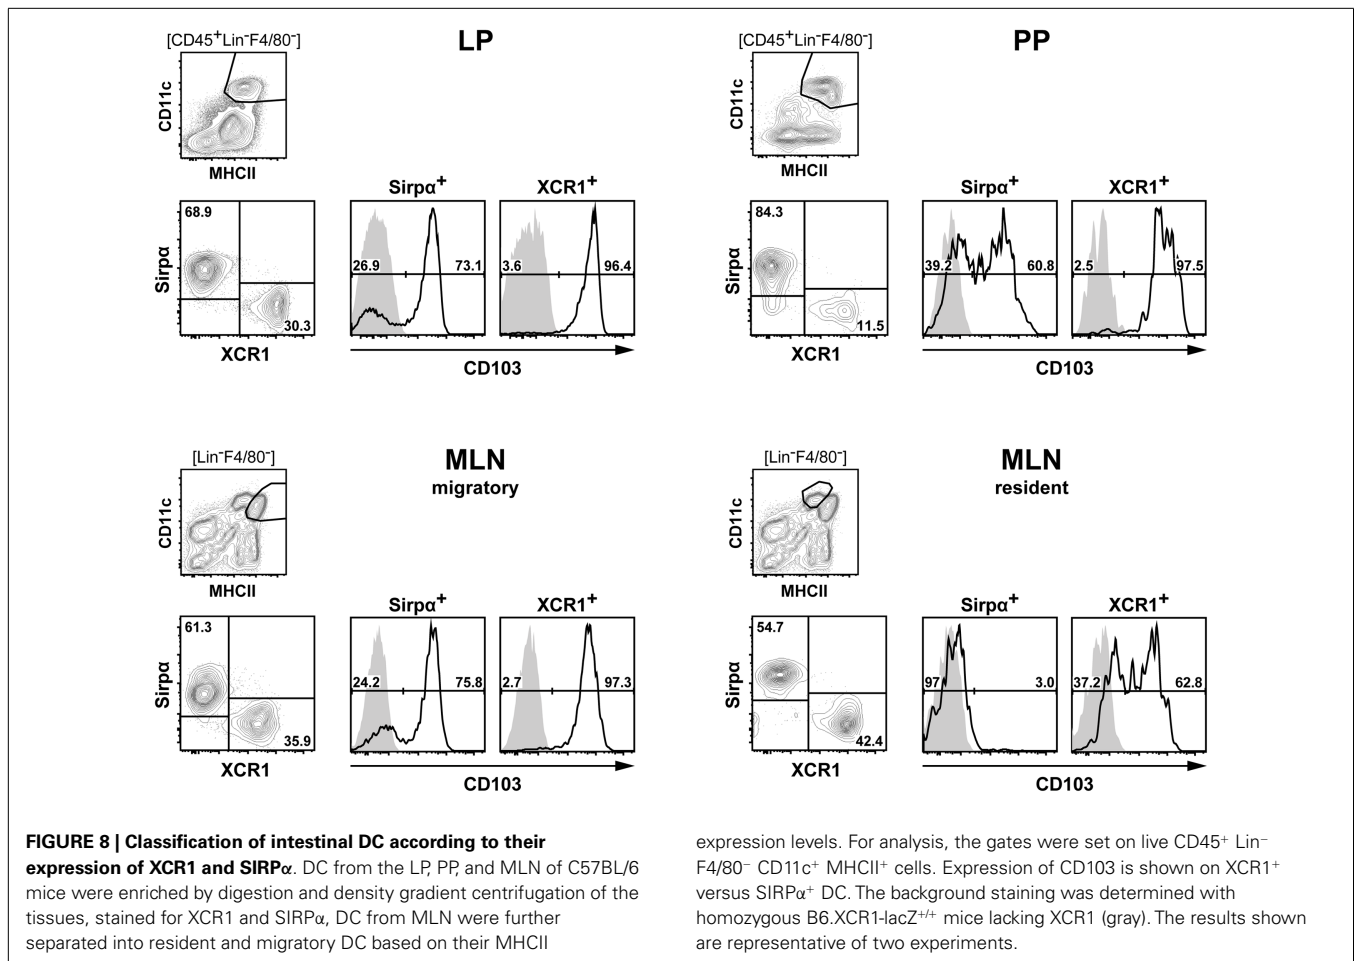 LP
[CD45+Lin-F4/80-]
CD11c
MHCII
Sirpα+
XCR1+
68.9
30.3
Sirpα
XCR1
26.9
73.1
3.6
96.4
CD103
PP
[CD45+Lin-F4/80-]
CD11c
MHCII
Sirpα+
XCR1+
84.3
11.5
Sirpα
XCR1
39.2
60.8
2.5
97.5
CD103
MLN
migratory
[Lin-F4/80-]
CD11c
MHCII
Sirpα+
XCR1+
61.3
35.9
Sirpα
XCR1
24.2
75.8
2.7
97.3
CD103
MLN
resident
[Lin-F4/80-]
CD11c
MHCII
Sirpα+
XCR1+
54.7
42.4
Sirpα
XCR1
97
3.0
37.2
62.8
CD103
FIGURE 8 | Classification of intestinal DC according to their
expression of XCR1 and SIRPα. DC from the LP, PP, and MLN of C57BL/6
mice were enriched by digestion and density gradient centrifugation of the
tissues, stained for XCR1 and SIRPα, DC from MLN were further
separated into resident and migratory DC based on their MHCII
expression levels. For analysis, the gates were set on live CD45+ Lin−
F4/80− CD11c+ MHCII+ cells. Expression of CD103 is shown on XCR1+
versus SIRPα+ DC. The background staining was determined with
homozygous B6.XCR1-lacZ+/+ mice lacking XCR1 (gray). The results shown
are representative of two experiments.